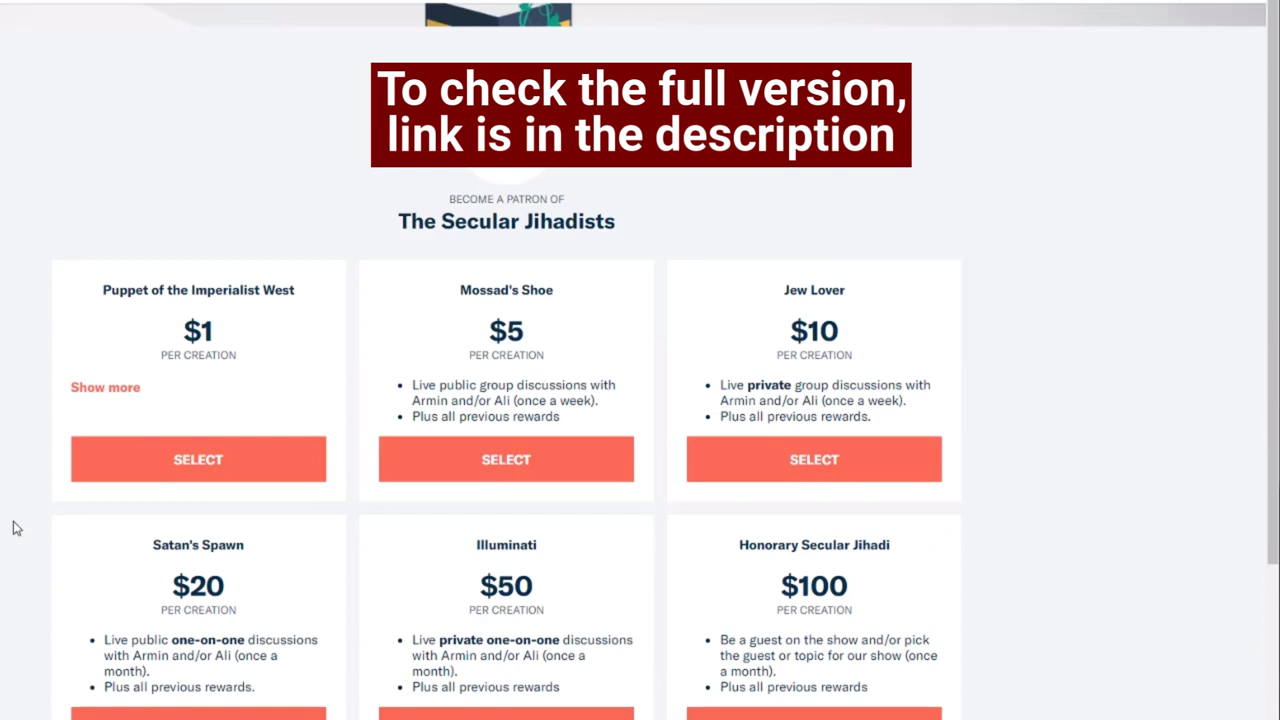 To check the full version,
link is in the description
BECOME A PATRON OF
The Secular Jihadists
Puppet of the Imperialist West
$1
PER CREATION
Show more
SELECT
Mossad's Shoe
$5
PER CREATION
• Live public group discussions with
Armin and/or Ali (once a week).
• Plus all previous rewards
SELECT
Jew Lover
$10
PER CREATION
• Live private group discussions with
Armin and/or Ali (once a week).
• Plus all previous rewards.
SELECT
Satan's Spawn
$20
PER CREATION
• Live public one-on-one discussions
with Armin and/or Ali (once a
month).
• Plus all previous rewards.
Illuminati
$50
PER CREATION
• Live private one-on-one discussions
with Armin and/or Ali (once a
month).
• Plus all previous rewards
Honorary Secular Jihadi
$100
PER CREATION
• Be a guest on the show and/or pick
the guest or topic for our show (once
a month).
• Plus all previous rewards